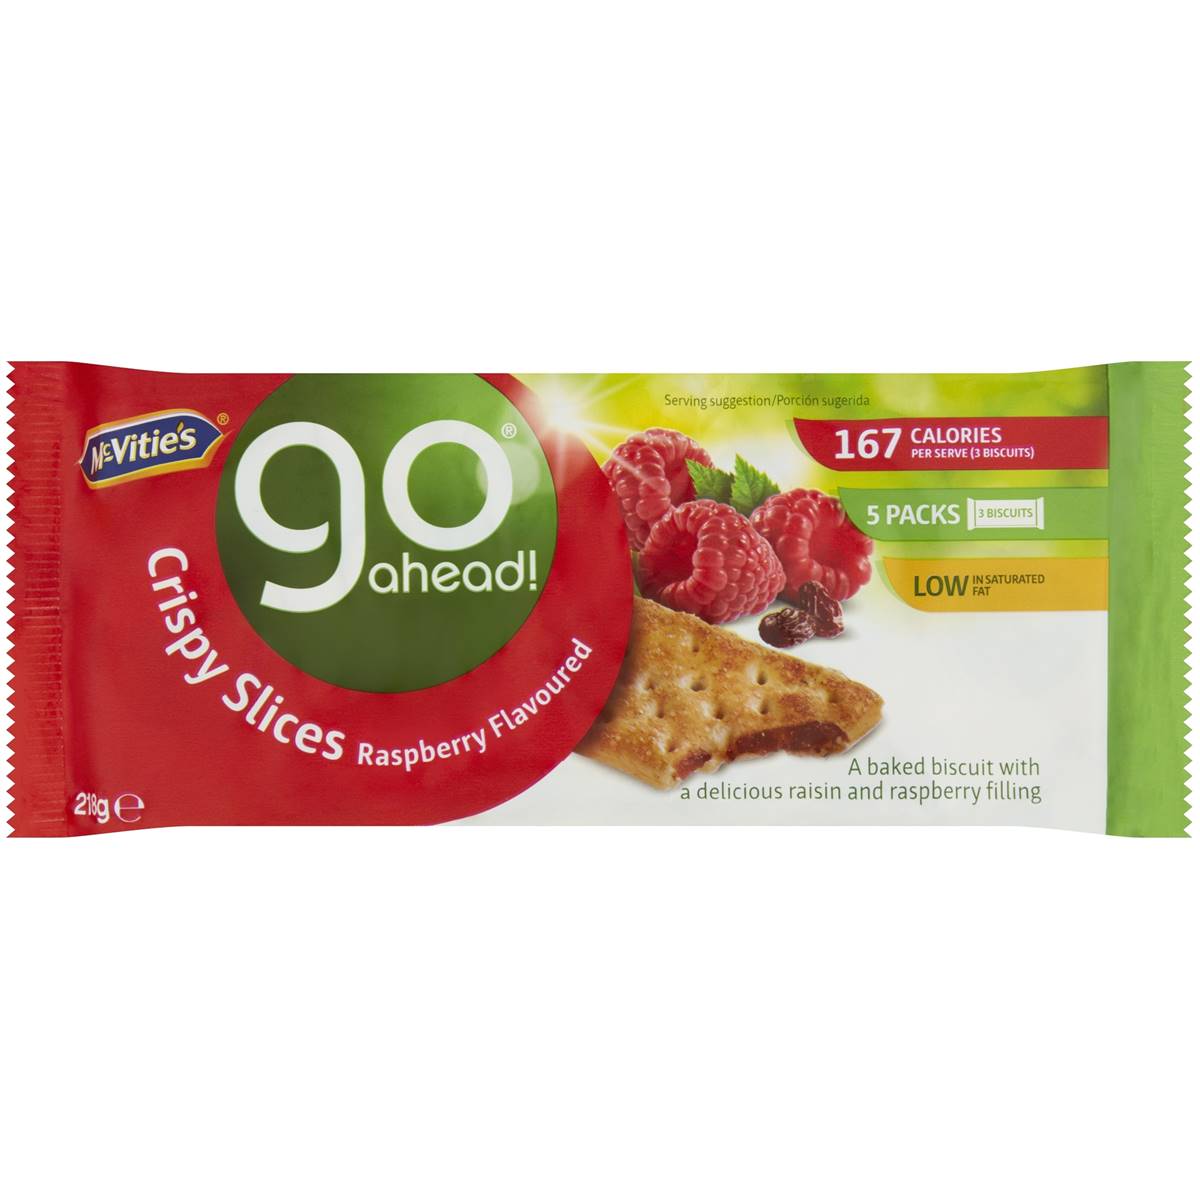 McVitie's ®
go ®
ahead!
Crispy Slices Raspberry Flavoured
218g ℮
Serving suggestion/Porción sugerida
167 CALORIES
PER SERVE (3 BISCUITS)
5 PACKS 3 BISCUITS
LOW IN SATURATED
FAT
A baked biscuit with
a delicious raisin and raspberry filling